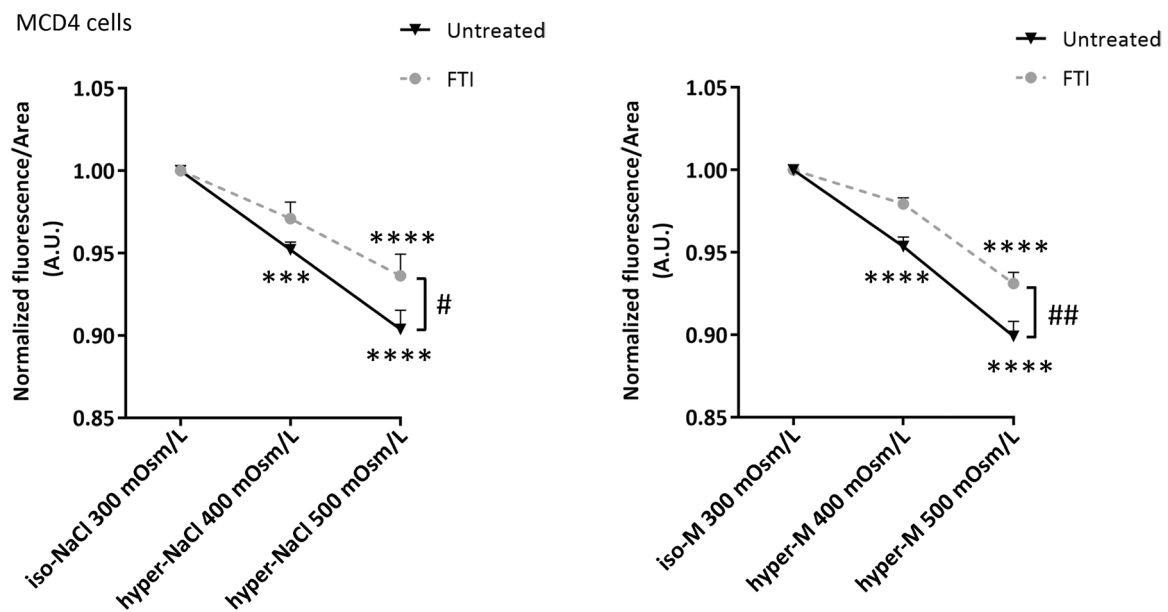 MCD4 cells
Untreated
FTI
Normalized fluorescence/Area
(A.U.)
1.05
1.00
0.95
0.90
0.85
****
***
#
****
iso-NaCl 300 mOsm/L
hyper-NaCl 400 mOsm/L
hyper-NaCl 500 mOsm/L
Untreated
FTI
Normalized fluorescence/Area
(A.U.)
1.05
1.00
0.95
0.90
0.85
****
****
##
****
iso-M 300 mOsm/L
hyper-M 400 mOsm/L
hyper-M 500 mOsm/L